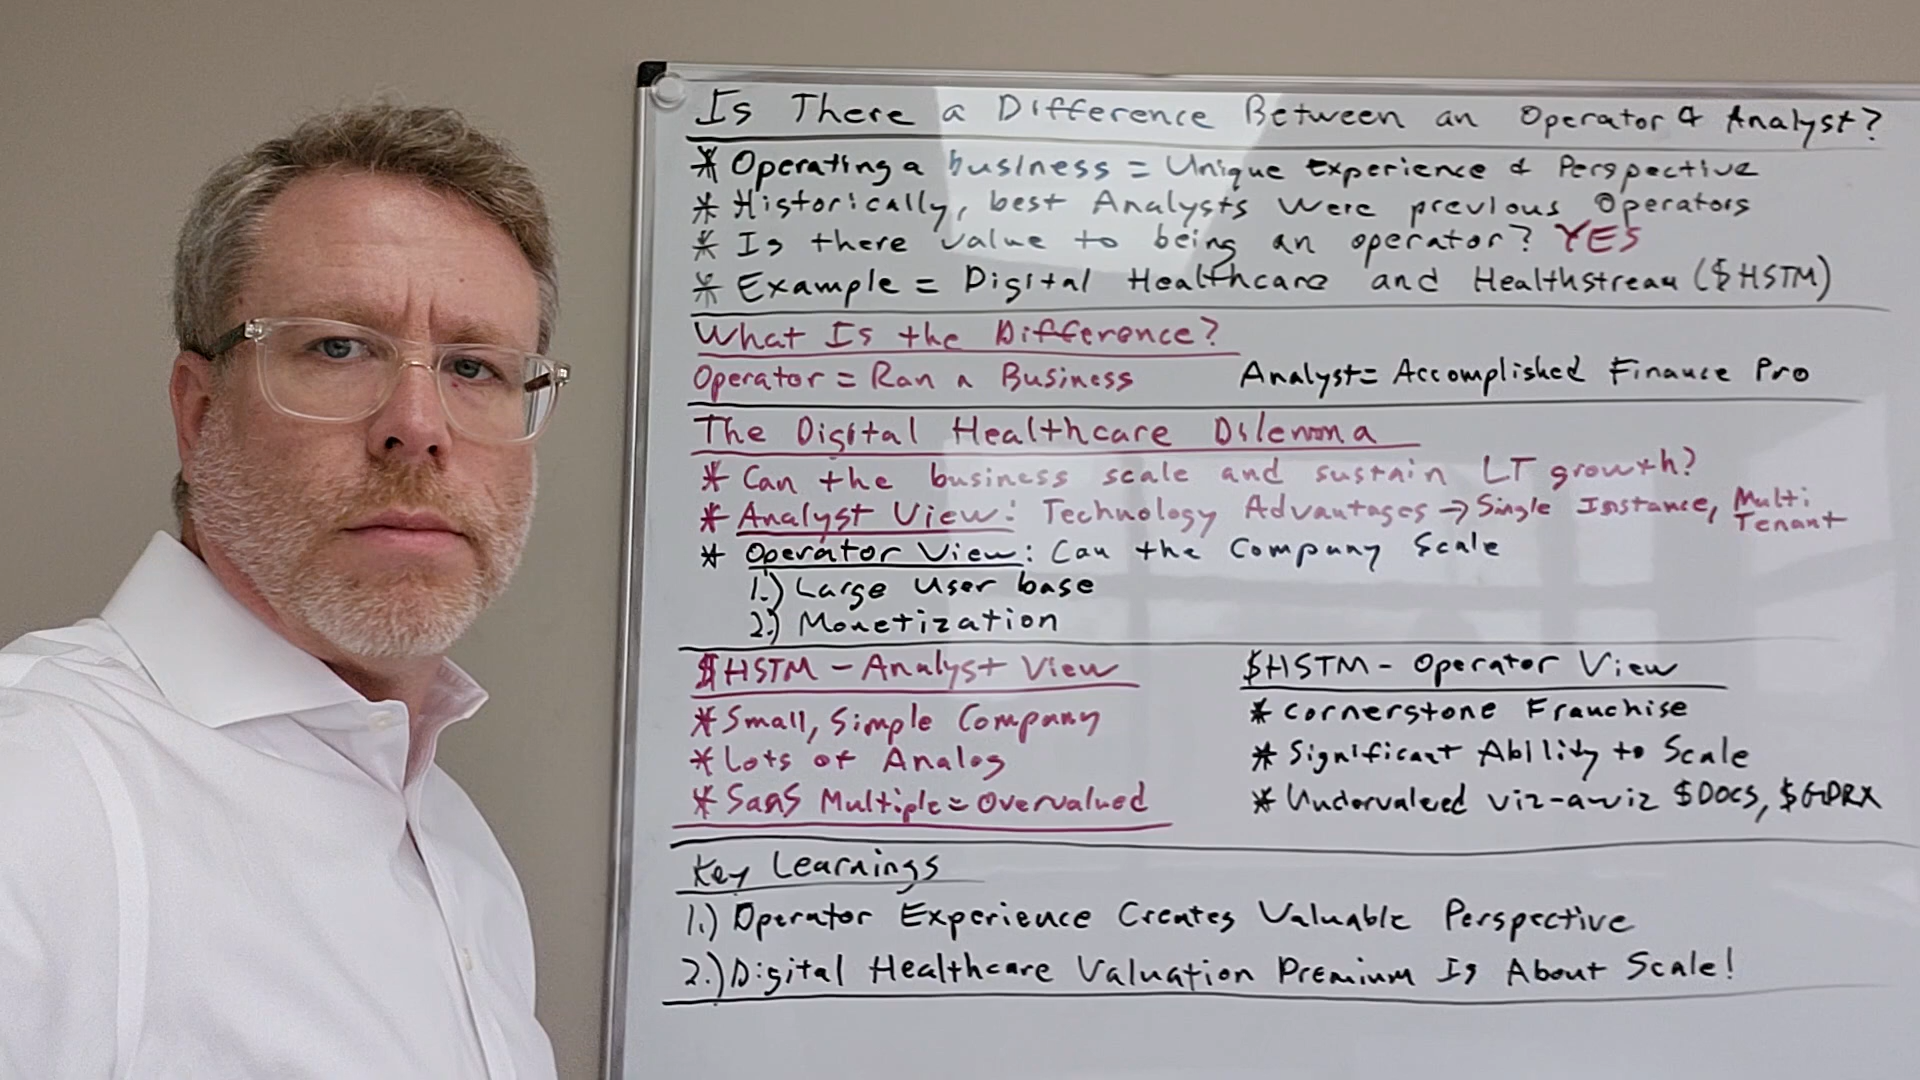 Is There a Difference Between an Operator & Analyst?
* Operating a business = Unique Experience & Perspective
* Historically, best Analysts were previous Operators
* Is there value to being an operator? YES
* Example = Digital Healthcare and Healthstream ($HSTM)
What Is the Difference?
Operator = Ran a Business Analyst = Accomplished Finance Pro
The Digital Healthcare Dilemma
* Can the business scale and sustain LT growth?
* Analyst View: Technology Advantages → Single Instance, Multi Tenant
* Operator View: Can the Company Scale
1.) Large User base
2.) Monetization
$HSTM - Analyst View
* Small, Simple Company
* Lots of Analog
* SaaS Multiple = Overvalued
$HSTM - Operator View
* Cornerstone Franchise
* Significant Ability to Scale
* Undervalued viz-a-viz $DOCS, $GDRX
Key Learnings
1.) Operator Experience Creates Valuable Perspective
2.) Digital Healthcare Valuation Premium Is About Scale!